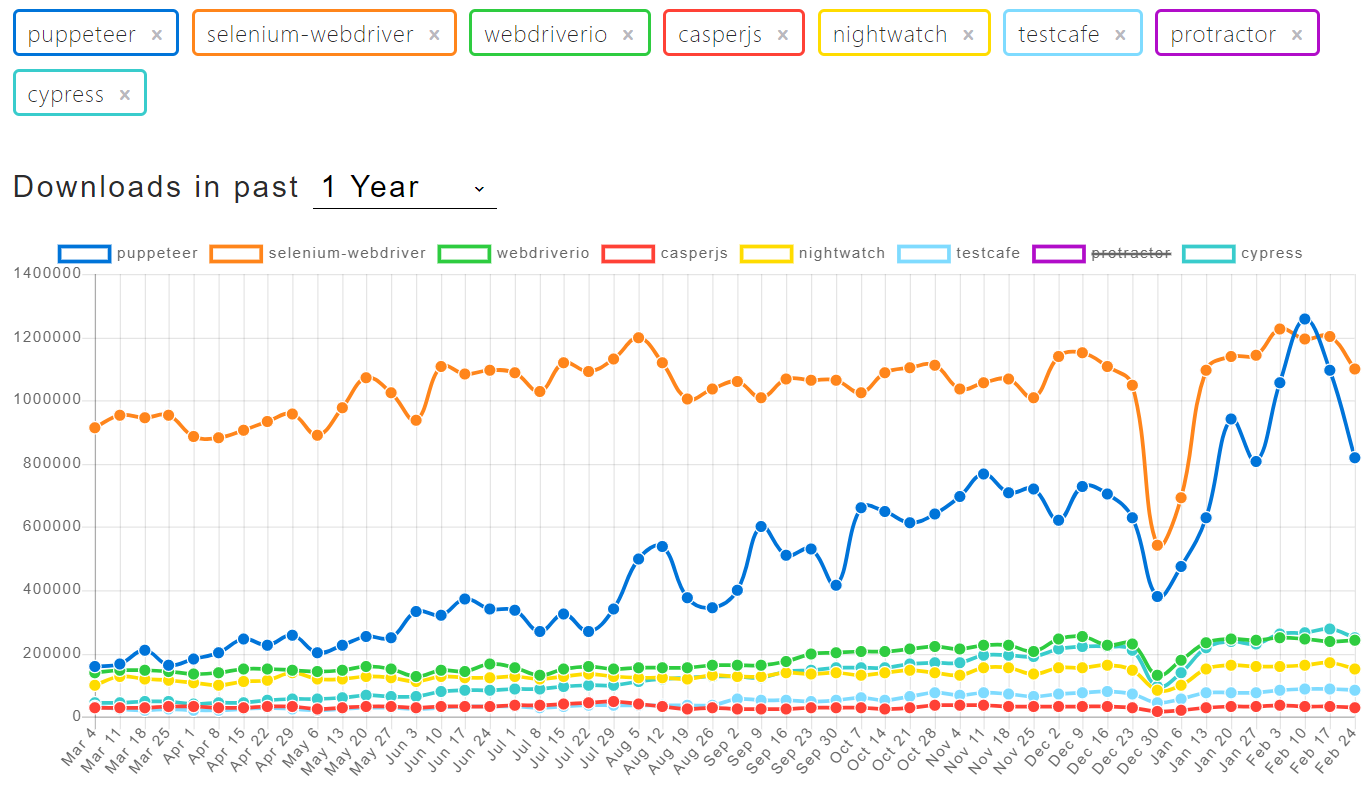 puppeteer × selenium-webdriver × webdriverio × casperjs × nightwatch × testcafe × protractor ×
cypress ×
Downloads in past 1 Year
puppeteer selenium-webdriver webdriverio casperjs nightwatch testcafe protractor cypress
1400000
1200000
1000000
800000
600000
400000
200000
0
Mar 4 Mar 11 Mar 18 Mar 25 Apr 1 Apr 8 Apr 15 Apr 22 Apr 29 May 6 May 13 May 20 May 27 Jun 3 Jun 10 Jun 17 Jun 24 Jul 1 Jul 8 Jul 15 Jul 22 Jul 29 Aug 5 Aug 12 Aug 19 Aug 26 Sep 2 Sep 9 Sep 16 Sep 23 Sep 30 Oct 7 Oct 14 Oct 21 Oct 28 Nov 4 Nov 11 Nov 18 Nov 25 Dec 2 Dec 9 Dec 16 Dec 23 Dec 30 Jan 6 Jan 13 Jan 20 Jan 27 Feb 3 Feb 10 Feb 17 Feb 24